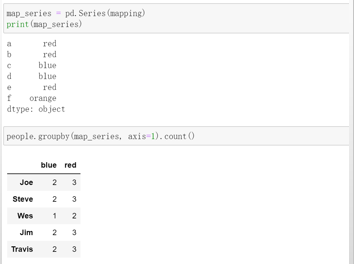 map_series = pd.Series(mapping)
print(map_series)
a red
b red
c blue
d blue
e red
f orange
dtype: object
people.groupby(map_series, axis=1).count()
blue red
Joe 2 3
Steve 2 3
Wes 1 2
Jim 2 3
Travis 2 3